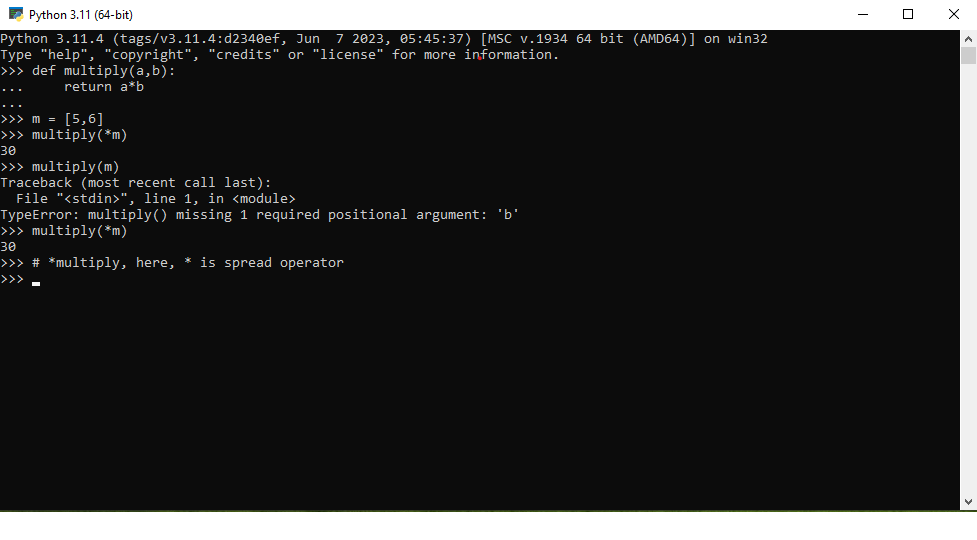 Python 3.11 (64-bit)
Python 3.11.4 (tags/v3.11.4:d2340ef, Jun  7 2023, 05:45:37) [MSC v.1934 64 bit (AMD64)] on win32
Type "help", "copyright", "credits" or "license" for more information.
>>> def multiply(a,b):
...     return a*b
...
>>> m = [5,6]
>>> multiply(*m)
30
>>> multiply(m)
Traceback (most recent call last):
  File "<stdin>", line 1, in <module>
TypeError: multiply() missing 1 required positional argument: 'b'
>>> multiply(*m)
30
>>> # *multiply, here, * is spread operator
>>>